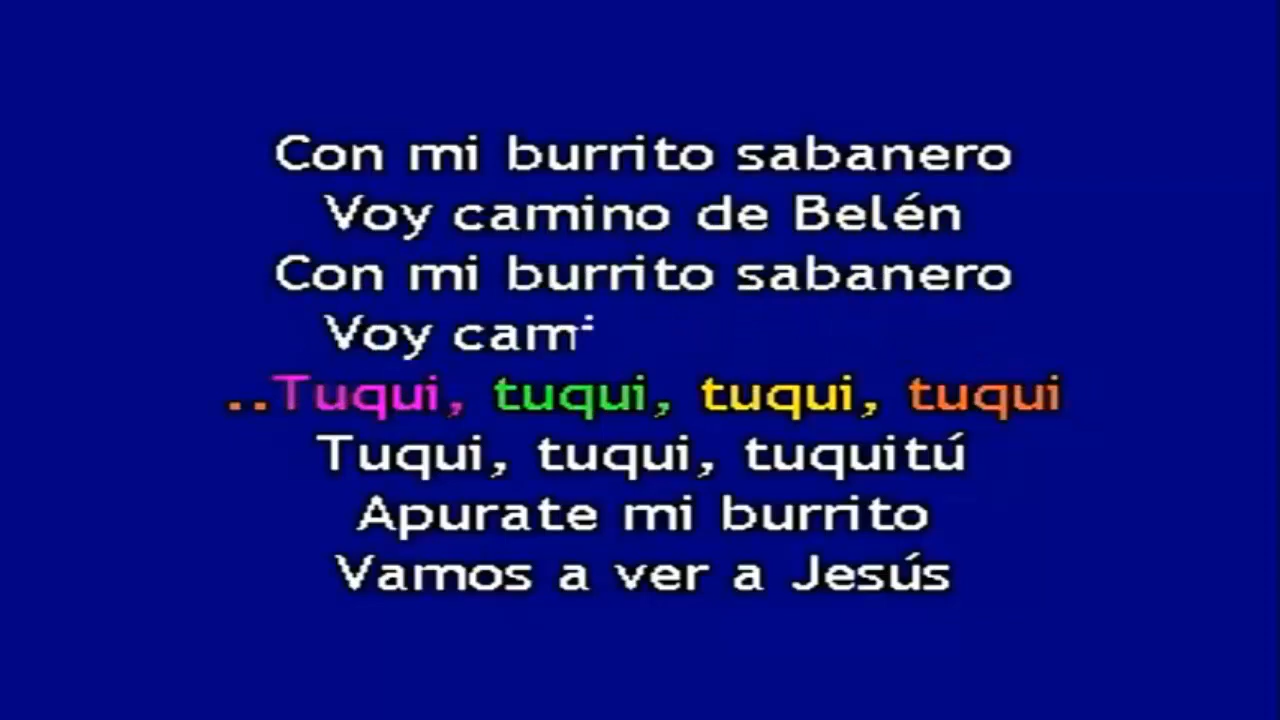 Con mi burrito sabanero
Voy camino de Belén
Con mi burrito sabanero
Voy cam
..Tuqui, tuqui, tuqui, tuqui
Tuqui, tuqui, tuquitú
Apurate mi burrito
Vamos a ver a Jesús